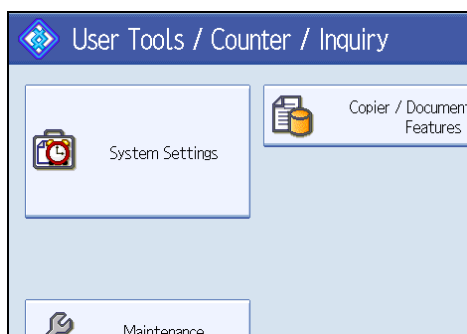 User Tools / Counter / Inquiry
System Settings
Copier / Document
Features
Maintenance